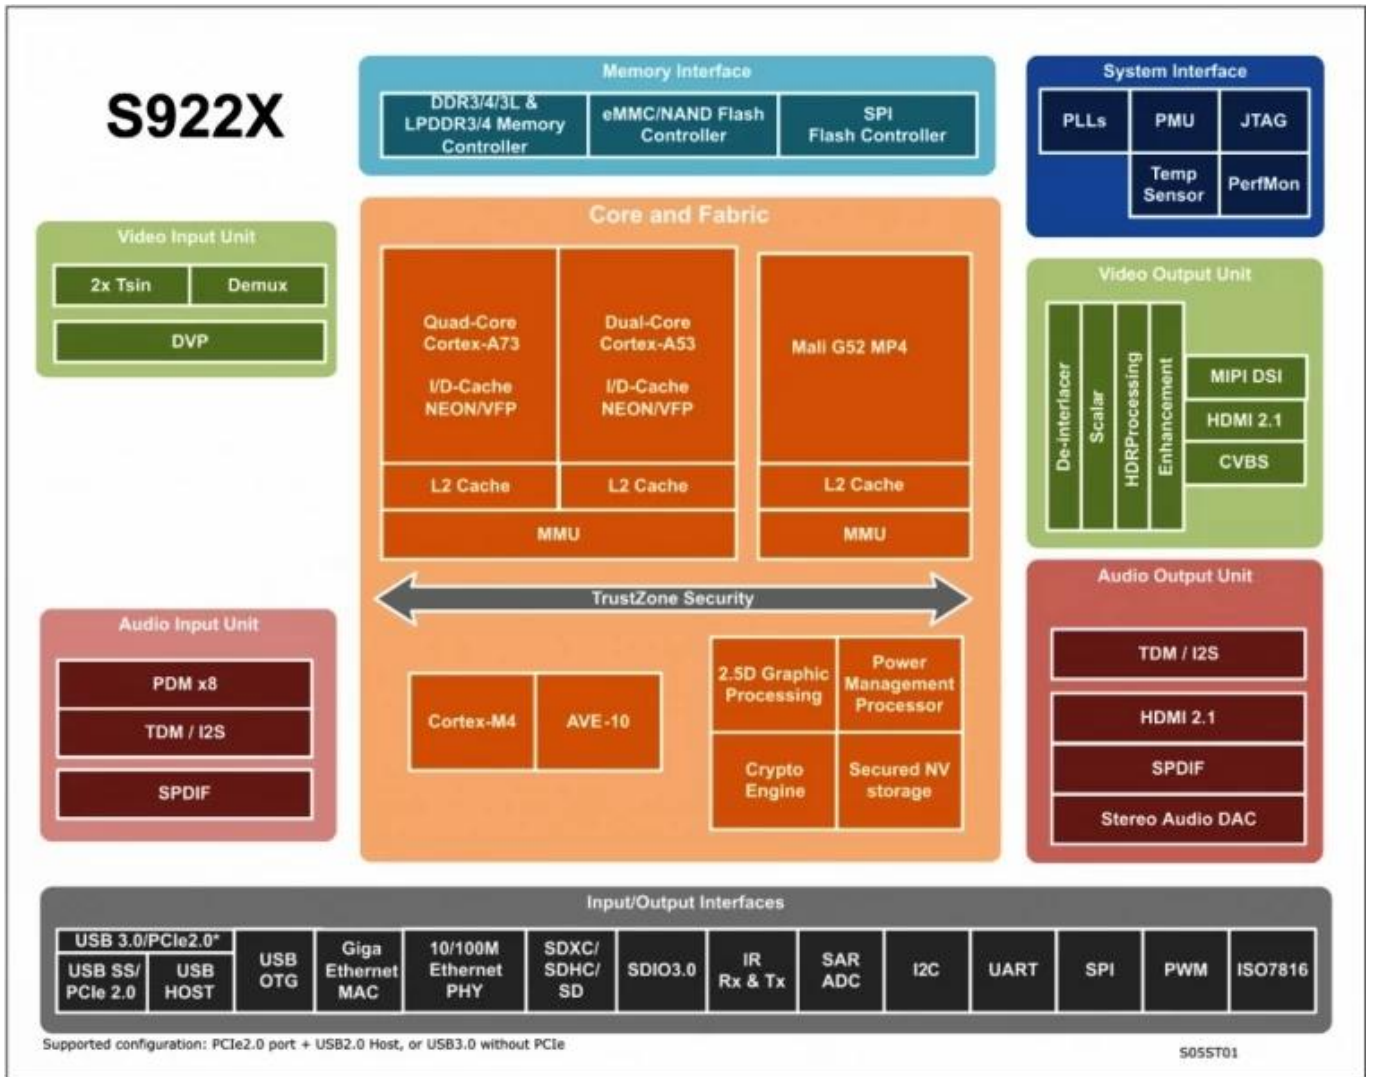 S922X
Memory Interface
DDR3/4/3L &
LPDDR3/4 Memory
Controller
eMMC/NAND Flash
Controller
SPI
Flash Controller
System Interface
PLLs
PMU
JTAG
Temp
Sensor
PerfMon
Video Input Unit
2x Tsin
Demux
DVP
Core and Fabric
Quad-Core
Cortex-A73
I/D-Cache
NEON/VFP
Dual-Core
Cortex-A53
I/D-Cache
NEON/VFP
Mali G52 MP4
L2 Cache
L2 Cache
L2 Cache
MMU
MMU
TrustZone Security
Cortex-M4
AVE-10
2.5D Graphic
Processing
Power
Management
Processor
Crypto
Engine
Secured NV
storage
Video Output Unit
De-interlacer
Scalar
HDRProcessing
Enhancement
MIPI DSI
HDMI 2.1
CVBS
Audio Input Unit
PDM x8
TDM / I2S
SPDIF
Audio Output Unit
TDM / I2S
HDMI 2.1
SPDIF
Stereo Audio DAC
Input/Output Interfaces
USB 3.0/PCIe2.0*
USB SS/
PCIe 2.0
USB
HOST
USB
OTG
Giga
Ethernet
MAC
10/100M
Ethernet
PHY
SDXC/
SDHC/
SD
SDIO3.0
IR
Rx & Tx
SAR
ADC
I2C
UART
SPI
PWM
ISO7816
Supported configuration: PCIe2.0 port + USB2.0 Host, or USB3.0 without PCIe
S05ST01